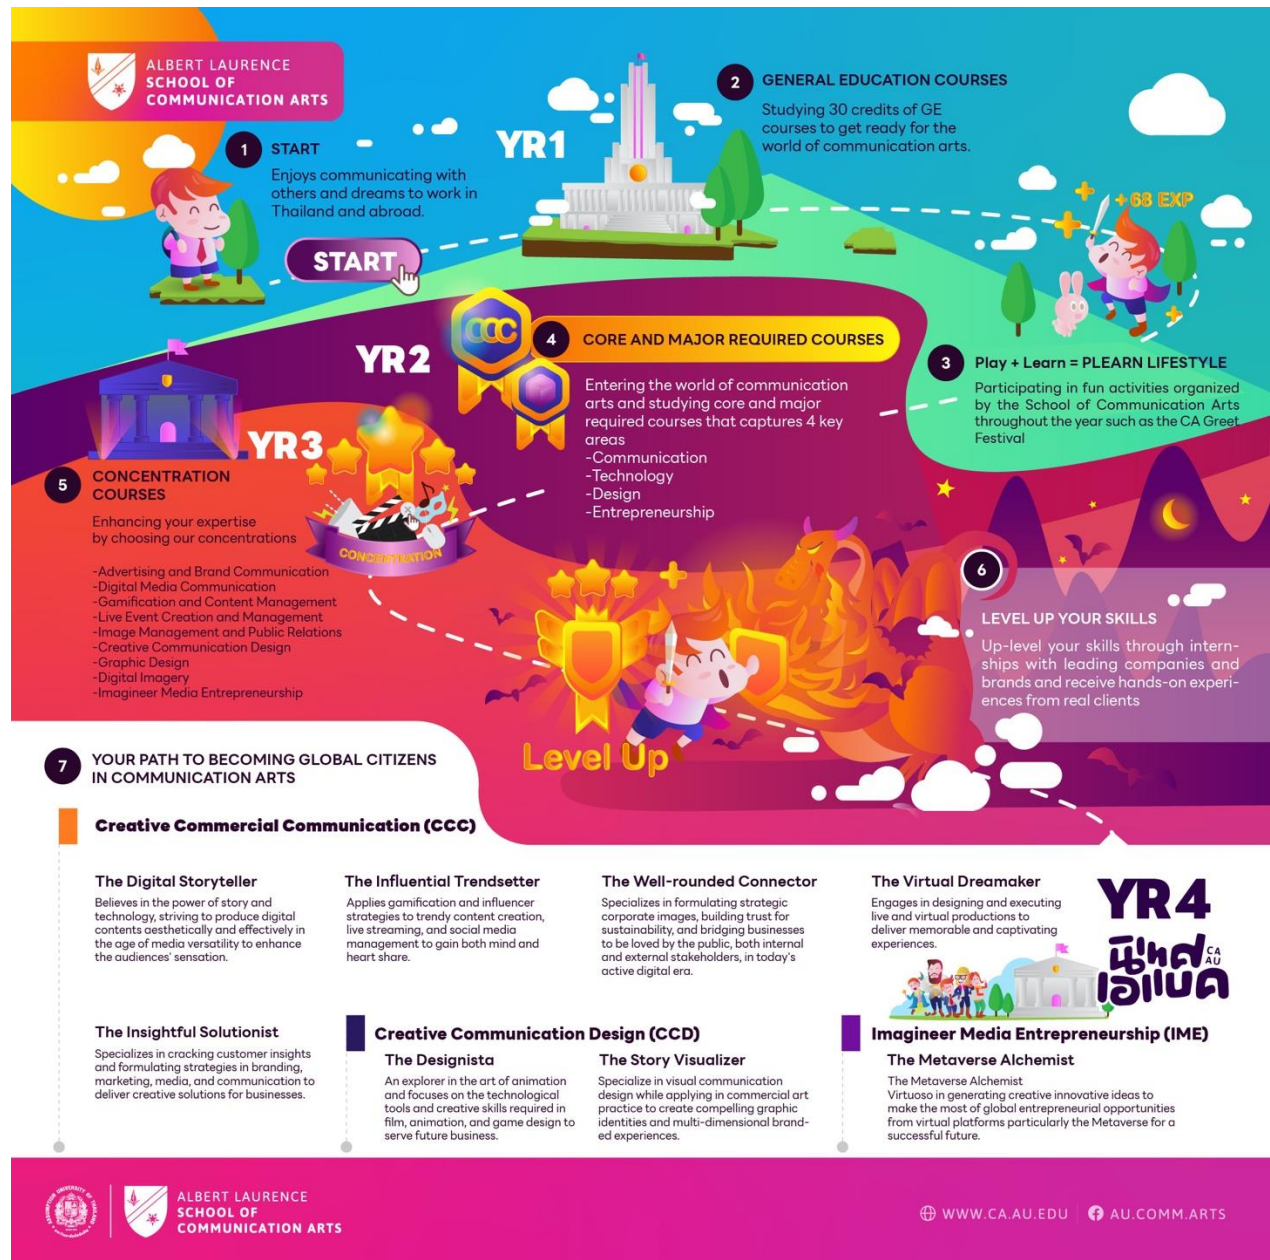 ALBERT LAURENCE
SCHOOL OF
COMMUNICATION ARTS
1
START
Enjoys communicating with
others and dreams to work in
Thailand and abroad.
START
YR1
2
GENERAL EDUCATION COURSES
Studying 30 credits of GE
courses to get ready for the
world of communication arts.
+68 EXP
3
Play + Learn = PLEARN LIFESTYLE
Participating in fun activities organized
by the School of Communication Arts
throughout the year such as the CA Greet
Festival
YR2
CCC
4
CORE AND MAJOR REQUIRED COURSES
Entering the world of communication
arts and studying core and major
required courses that captures 4 key
areas
-Communication
-Technology
-Design
-Entrepreneurship
YR3
5
CONCENTRATION
COURSES
Enhancing your expertise
by choosing our concentrations
-Advertising and Brand Communication
-Digital Media Communication
-Gamification and Content Management
-Live Event Creation and Management
-Image Management and Public Relations
-Creative Communication Design
-Graphic Design
-Digital Imagery
-Imagineer Media Entrepreneurship
CONCENTRATION
6
LEVEL UP YOUR SKILLS
Up-level your skills through intern-
ships with leading companies and
brands and receive hands-on experi-
ences from real clients
Level Up
7
YOUR PATH TO BECOMING GLOBAL CITIZENS
IN COMMUNICATION ARTS
Creative Commercial Communication (CCC)
The Digital Storyteller
Believes in the power of story and
technology, striving to produce digital
contents aesthetically and effectively in
the age of media versatility to enhance
the audiences' sensation.
The Influential Trendsetter
Applies gamification and influencer
strategies to trendy content creation,
live streaming, and social media
management to gain both mind and
heart share.
The Well-rounded Connector
Specializes in formulating strategic
corporate images, building trust for
sustainability, and bridging businesses
to be loved by the public, both internal
and external stakeholders, in today's
active digital era.
The Virtual Dreamaker
Engages in designing and executing
live and virtual productions to
deliver memorable and captivating
experiences.
YR4
นิเทศ
CA
AU
เอแบค
The Insightful Solutionist
Specializes in cracking customer insights
and formulating strategies in branding,
marketing, media, and communication to
deliver creative solutions for businesses.
Creative Communication Design (CCD)
The Designista
An explorer in the art of animation
and focuses on the technological
tools and creative skills required in
film, animation, and game design to
serve future business.
The Story Visualizer
Specialize in visual communication
design while applying in commercial art
practice to create compelling graphic
identities and multi-dimensional brand-
ed experiences.
Imagineer Media Entrepreneurship (IME)
The Metaverse Alchemist
The Metaverse Alchemist
Virtuoso in generating creative innovative ideas to
make the most of global entrepreneurial opportunities
from virtual platforms particularly the Metaverse for a
successful future.
ALBERT LAURENCE
SCHOOL OF
COMMUNICATION ARTS
WWW.CA.AU.EDU
AU.COMM.ARTS